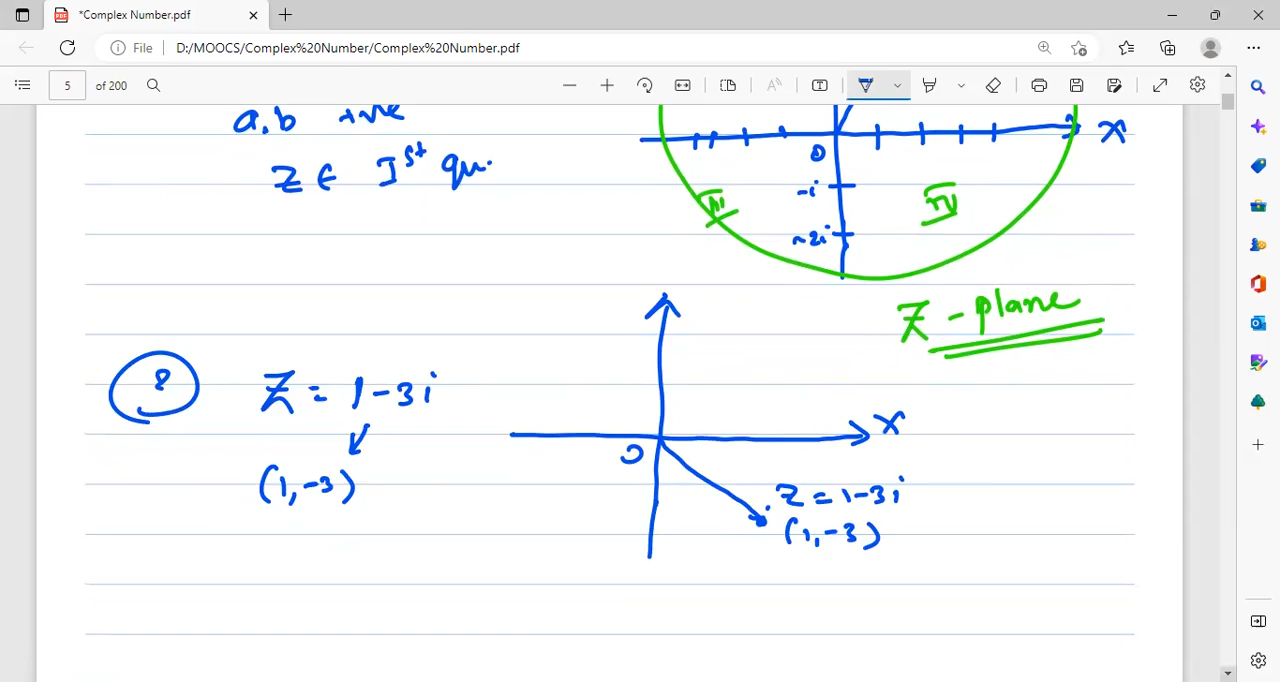 *Complex Number.pdf
File
D:/MOOCS/Complex%20Number/Complex%20Number.pdf
5 of 200
a.b +ve
Z ∈ Ist qu.
X
0
-i
-2i
III
IV
Z - plane
?
Z = 1-3i
(1, -3)
X
0
Z = 1-3i
(1, -3)